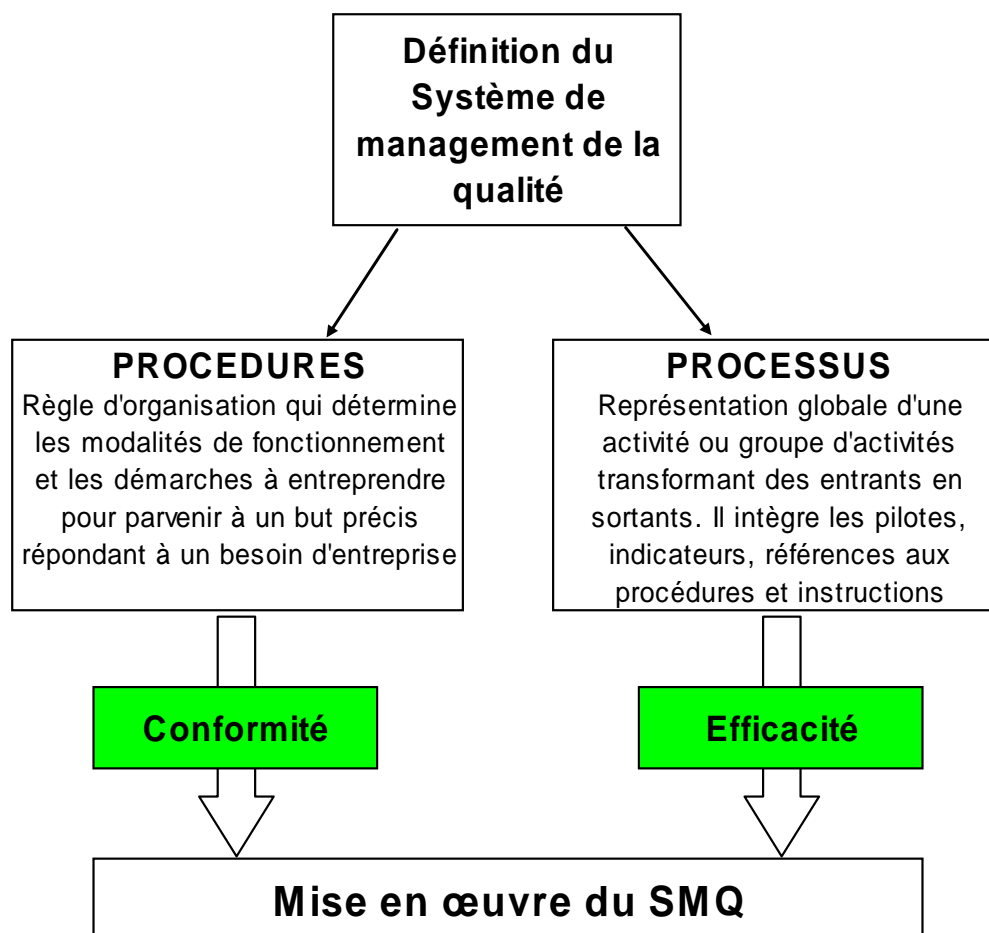 Définition du
Système de
management de la
qualité
PROCEDURES
Règle d'organisation qui détermine
les modalités de fonctionnement
et les démarches à entreprendre
pour parvenir à un but précis
répondant à un besoin d'entreprise
PROCESSUS
Représentation globale d'une
activité ou groupe d'activités
transformant des entrants en
sortants. Il intègre les pilotes,
indicateurs, références aux
procédures et instructions
Conformité
Efficacité
Mise en œuvre du SMQ